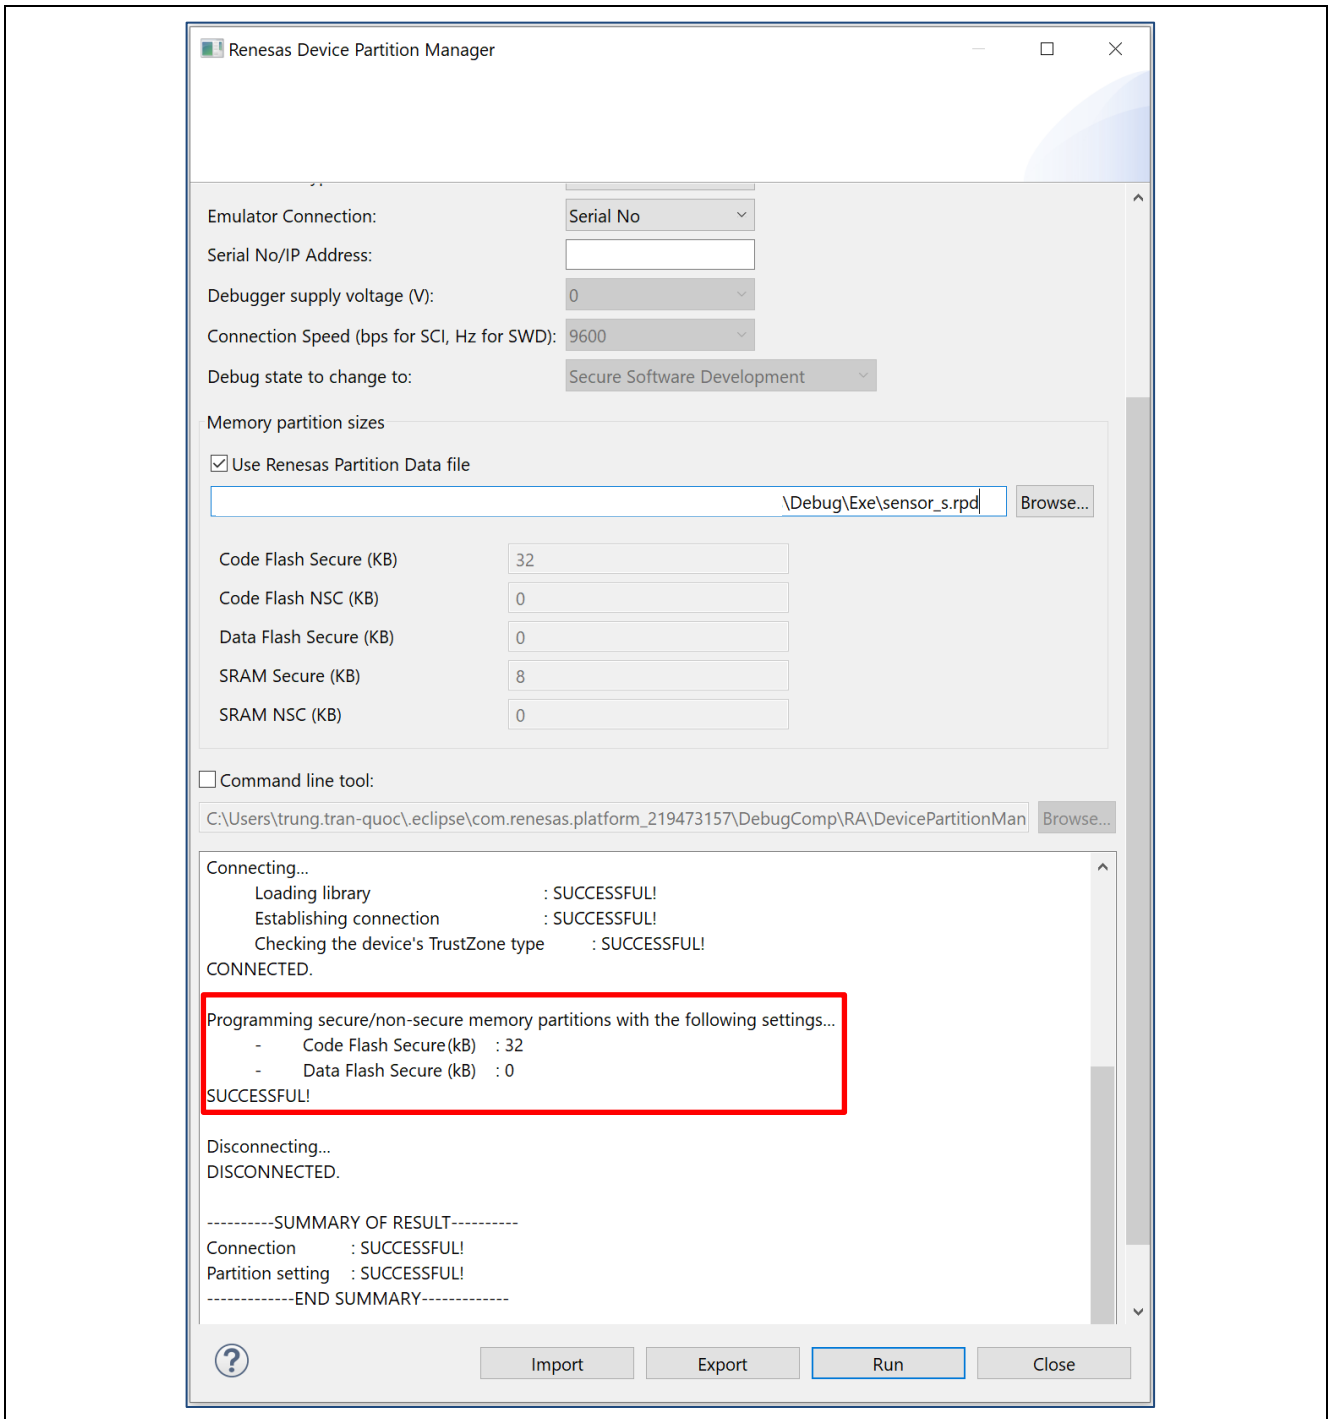 Renesas Device Partition Manager
Emulator Connection: Serial No
Serial No/IP Address:
Debugger supply voltage (V): 0
Connection Speed (bps for SCI, Hz for SWD): 9600
Debug state to change to: Secure Software Development
Memory partition sizes
Use Renesas Partition Data file
\Debug\Exe\sensor_s.rpd Browse...
Code Flash Secure (KB) 32
Code Flash NSC (KB) 0
Data Flash Secure (KB) 0
SRAM Secure (KB) 8
SRAM NSC (KB) 0
Command line tool:
C:\Users\trung.tran-quoc\.eclipse\com.renesas.platform_219473157\DebugComp\RA\DevicePartitionMan Browse...
Connecting...
Loading library : SUCCESSFUL!
Establishing connection : SUCCESSFUL!
Checking the device's TrustZone type : SUCCESSFUL!
CONNECTED.
Programming secure/non-secure memory partitions with the following settings...
- Code Flash Secure(kB) : 32
- Data Flash Secure (kB) : 0
SUCCESSFUL!
Disconnecting...
DISCONNECTED.
----------SUMMARY OF RESULT----------
Connection : SUCCESSFUL!
Partition setting : SUCCESSFUL!
-------------END SUMMARY-------------
? Import Export Run Close